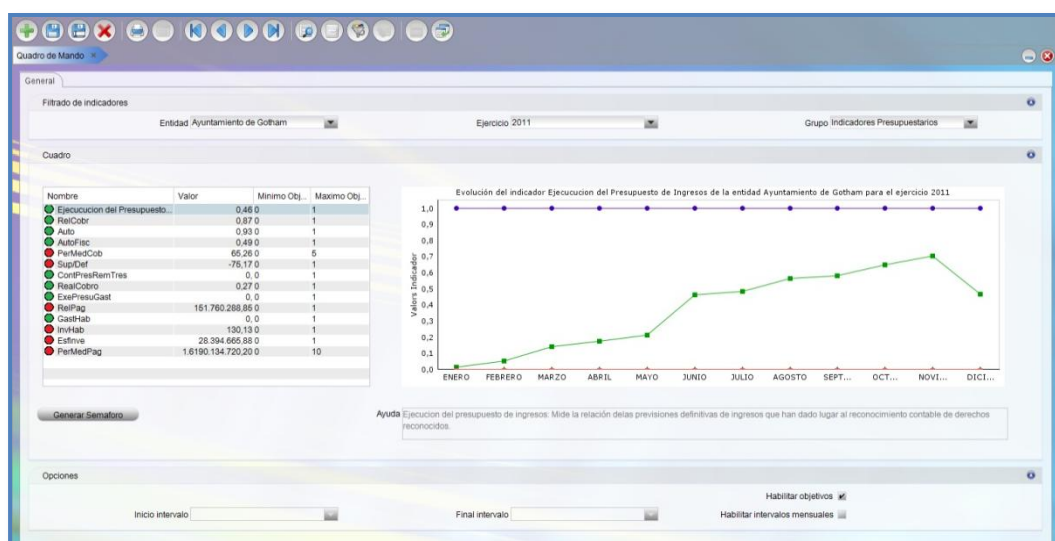 Quadro de Mando
General
Filtrado de indicadores
Entidad Ayuntamiento de Gotham Ejercicio 2011 Grupo Indicadores Presupuestarios
Cuadro
Nombre Valor Minimo Obj... Maximo Obj...
Ejecucucion del Presupuesto... 0,46 0 1
RelCobr 0,87 0 1
Auto 0,93 0 1
AutoFisc 0,49 0 1
PerMedCob 65,26 0 5
Sup/Def -75,17 0 1
ContPresRemTres 0, 0 1
RealCobro 0,27 0 1
ExePresuGast 0, 0 1
RelPag 151.760.288,85 0 1
GastHab 0, 0 1
InvHab 130,13 0 1
EsfInve 28.394.665,88 0 1
PerMedPag 1.6190.134.720,20 0 10
Evolución del indicador Ejecucucion del Presupuesto de Ingresos de la entidad Ayuntamiento de Gotham para el ejercicio 2011
Valors Indicador
1,0
0,9
0,8
0,7
0,6
0,5
0,4
0,3
0,2
0,1
0,0
ENERO FEBRERO MARZO ABRIL MAYO JUNIO JULIO AGOSTO SEPT... OCT... NOVI... DICI...
Generar Semaforo
Ayuda Ejecucion del presupuesto de ingresos: Mide la relación delas previsiones definitivas de ingresos que han dado lugar al reconocimiento contable de derechos
reconocidos.
Opciones
Habilitar objetivos
Inicio intervalo Final intervalo Habilitar intervalos mensuales